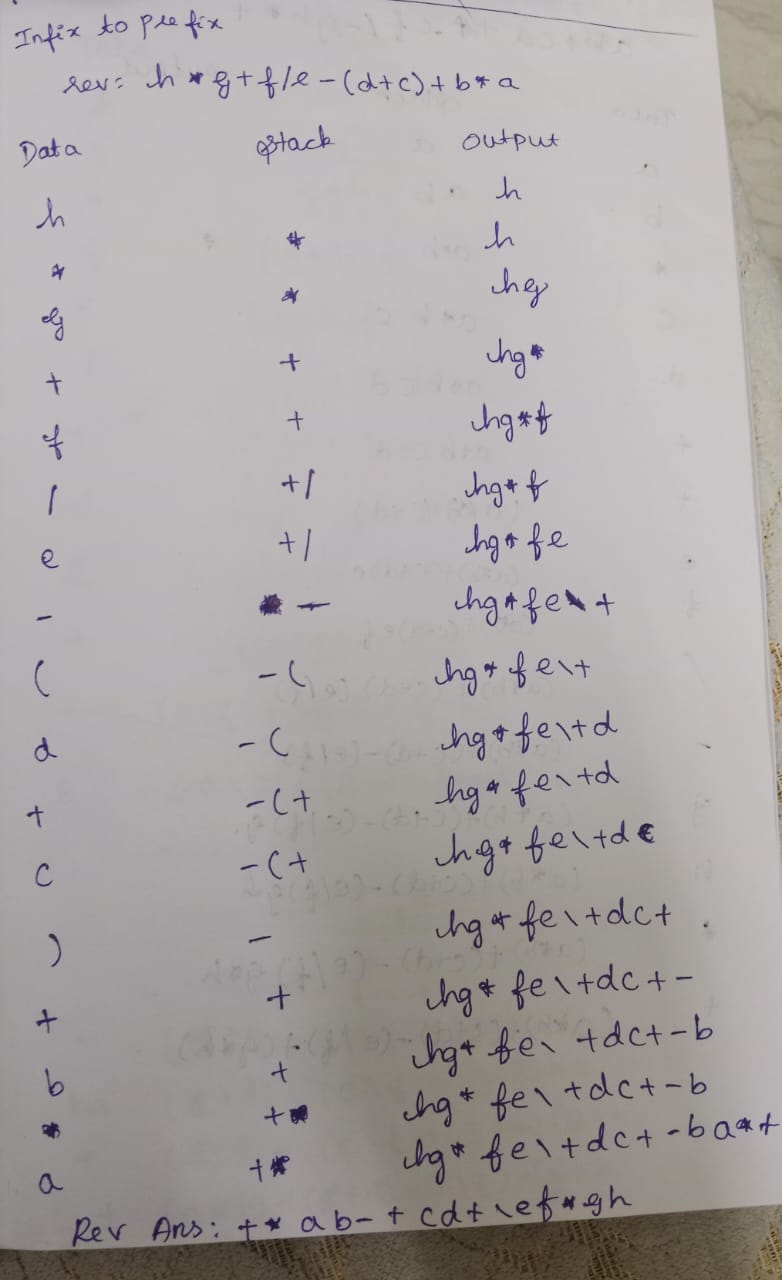 Infix to prefix
rev: h * g + f/e - (d+c) + b * a
Data Stack Output
h h
* * h
g * hg
+ + hg*
f + hg*f
/ +/ hg*f
e +/ hg*fe
- - hg*fe\+
( -( hg*fe\+
d -( hg*fe\+d
+ -(+ hg*fe\+d
c -(+ hg*fe\+dc
) - hg*fe\+dc+
+ + hg*fe\+dc+-
b + hg*fe\+dc+-b
* +* hg*fe\+dc+-b
a +* hg*fe\+dc+-ba*+
Rev Ans: +*ab-+cd+\ef*gh